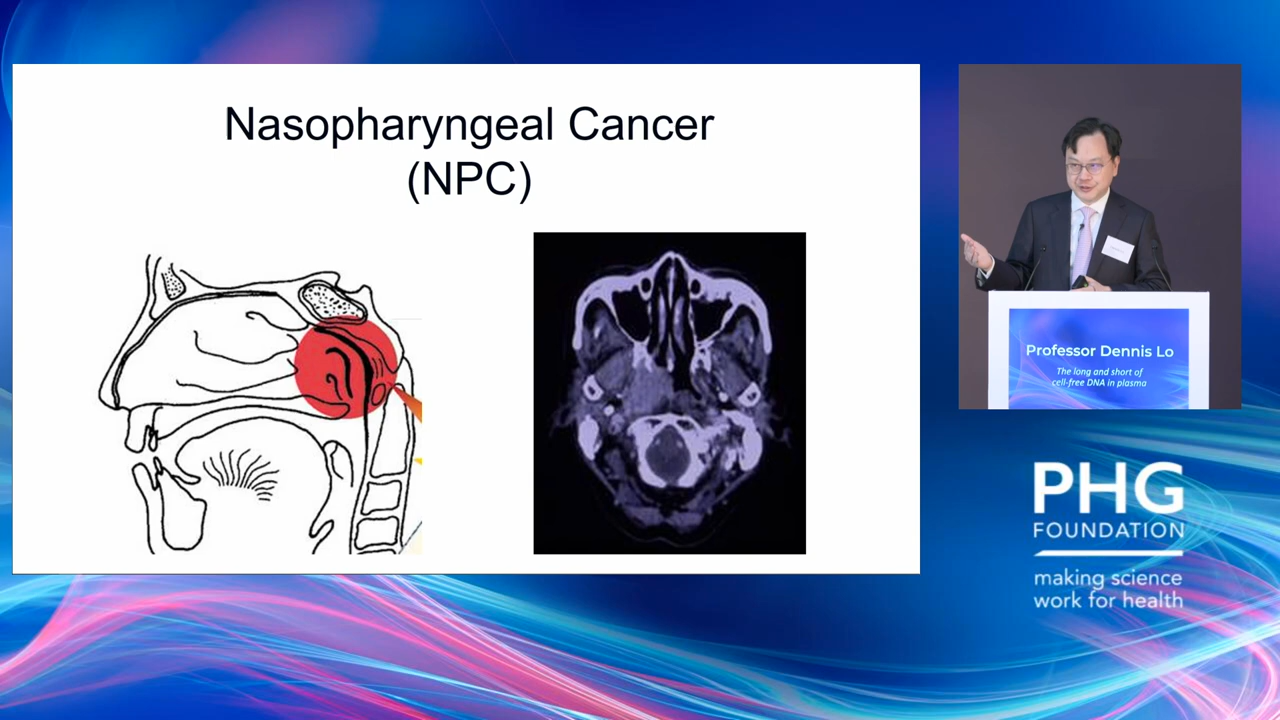 Nasopharyngeal Cancer
(NPC)
Professor Dennis Lo
The long and short of
cell-free DNA in plasma
PHG
FOUNDATION
making science
work for health